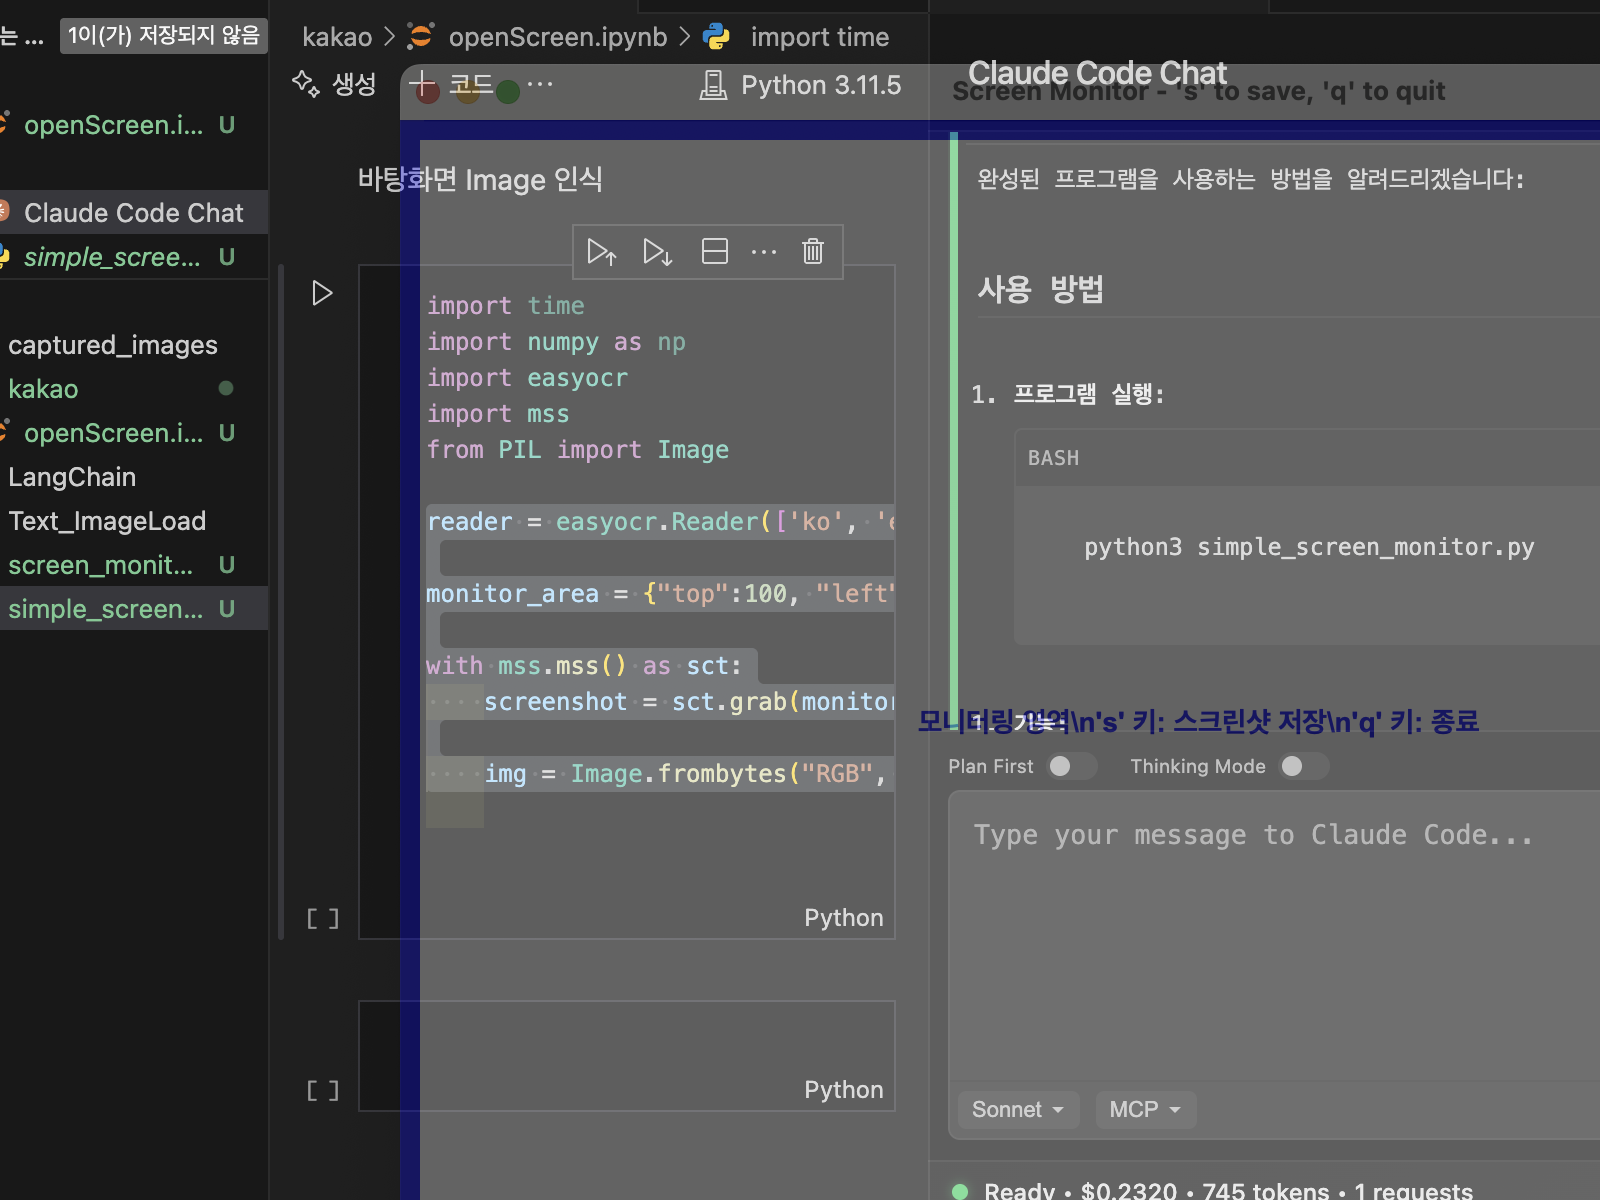 는 ...
1이(가) 저장되지 않음
openScreen.i... U
Claude Code Chat
simple_scree... U
captured_images
kakao
openScreen.i... U
LangChain
Text_ImageLoad
screen_monit... U
simple_screen... U
kakao > openScreen.ipynb > import time
생성 + 코드 ... Python 3.11.5
바탕화면 Image 인식
import time
import numpy as np
import easyocr
import mss
from PIL import Image
reader = easyocr.Reader(['ko', 'e
monitor_area = {"top":100, "left"
with mss.mss() as sct:
screenshot = sct.grab(monitor
img = Image.frombytes("RGB",
[ ] Python
[ ] Python
Claude Code Chat
Screen Monitor - 's' to save, 'q' to quit
완성된 프로그램을 사용하는 방법을 알려드리겠습니다:
사용 방법
1. 프로그램 실행:
BASH
python3 simple_screen_monitor.py
모니터링 영역\n's' 키: 스크린샷 저장\n'q' 키: 종료
Plan First Thinking Mode
Type your message to Claude Code...
Sonnet MCP
Ready • $0.2320 • 745 tokens • 1 requests